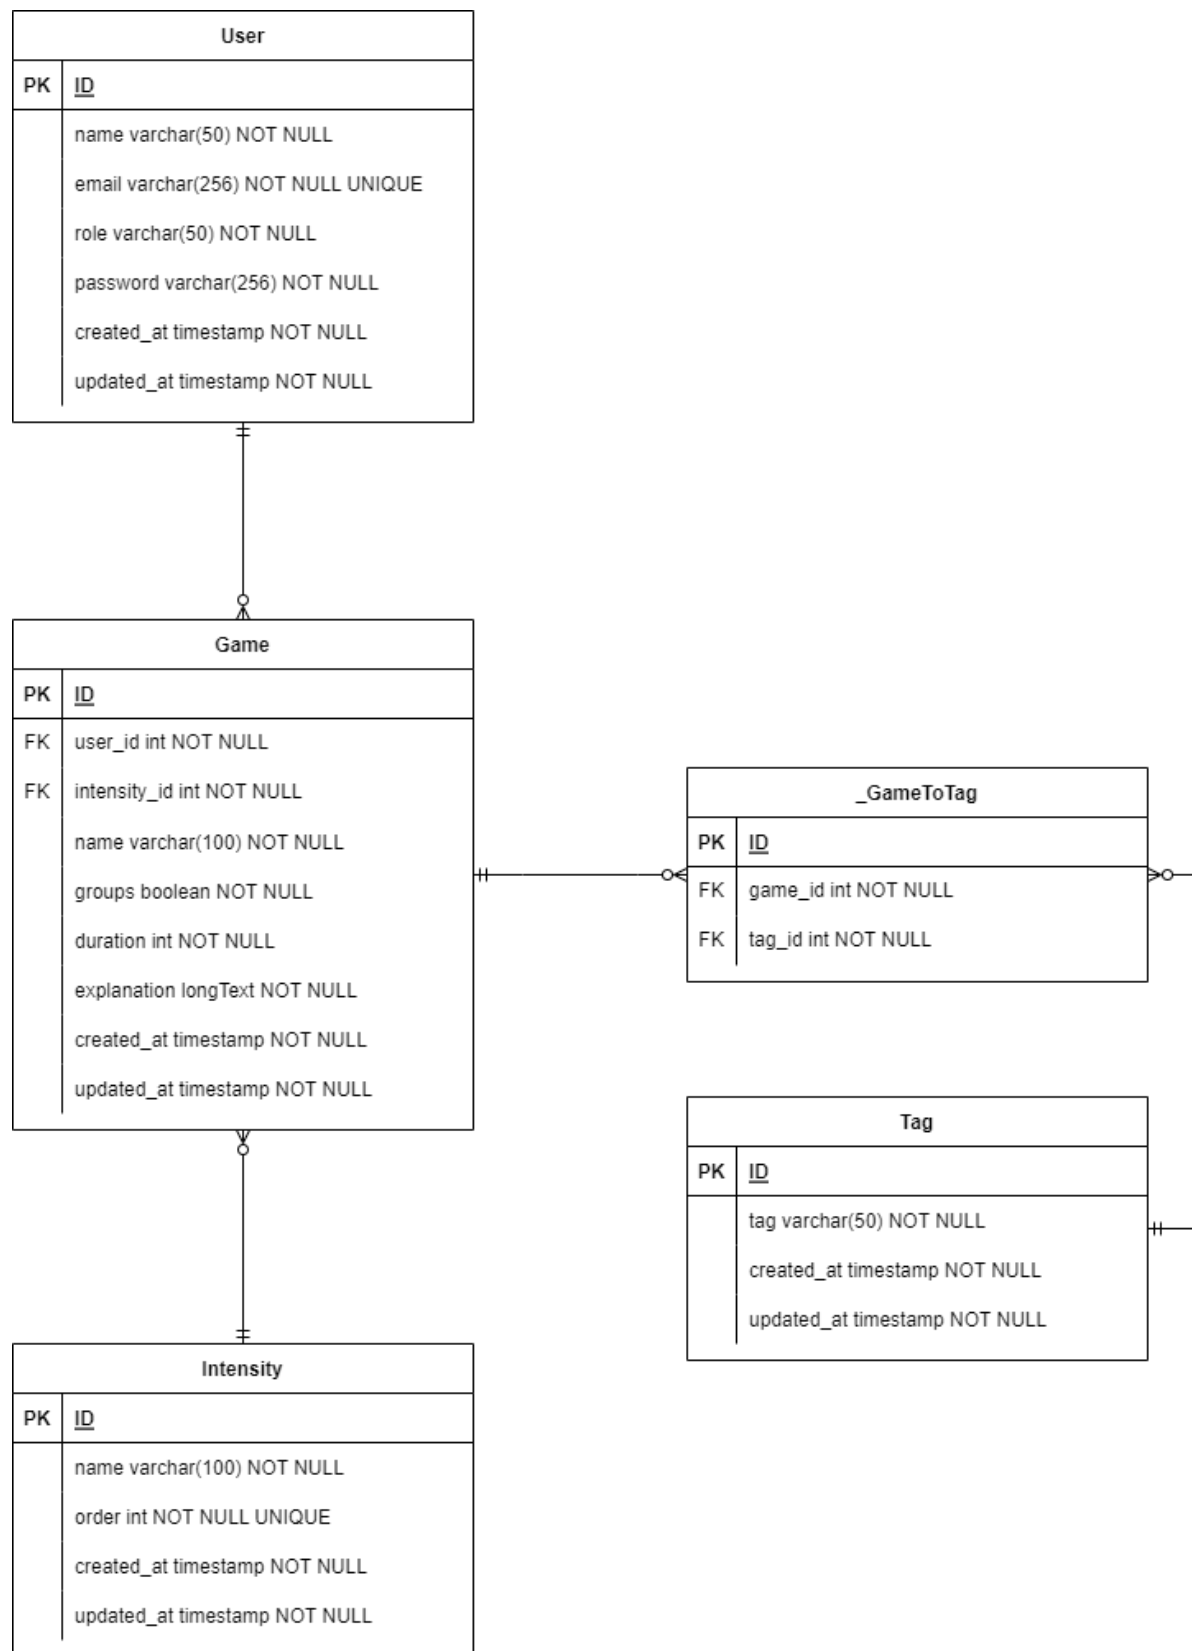 User
PK ID
name varchar(50) NOT NULL
email varchar(256) NOT NULL UNIQUE
role varchar(50) NOT NULL
password varchar(256) NOT NULL
created_at timestamp NOT NULL
updated_at timestamp NOT NULL
Game
PK ID
FK user_id int NOT NULL
FK intensity_id int NOT NULL
name varchar(100) NOT NULL
groups boolean NOT NULL
duration int NOT NULL
explanation longText NOT NULL
created_at timestamp NOT NULL
updated_at timestamp NOT NULL
_GameToTag
PK ID
FK game_id int NOT NULL
FK tag_id int NOT NULL
Tag
PK ID
tag varchar(50) NOT NULL
created_at timestamp NOT NULL
updated_at timestamp NOT NULL
Intensity
PK ID
name varchar(100) NOT NULL
order int NOT NULL UNIQUE
created_at timestamp NOT NULL
updated_at timestamp NOT NULL